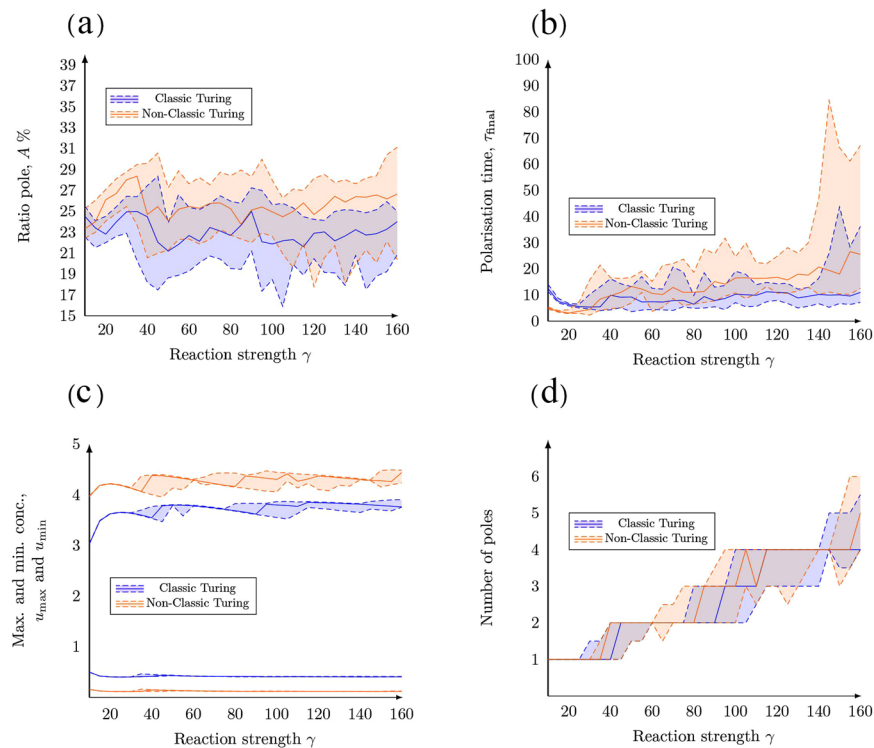 (a)
Ratio pole, A %
39
37
35
33
31
29
27
25
23
21
19
17
15
20 40 60 80 100 120 140 160
Reaction strength γ
Classic Turing
Non-Classic Turing
(b)
Polarisation time, τfinal
100
90
80
70
60
50
40
30
20
10
0
20 40 60 80 100 120 140 160
Reaction strength γ
Classic Turing
Non-Classic Turing
(c)
Max. and min. conc.,
umax and umin
5
4
3
2
1
20 40 60 80 100 120 140 160
Reaction strength γ
Classic Turing
Non-Classic Turing
(d)
Number of poles
6
5
4
3
2
1
20 40 60 80 100 120 140 160
Reaction strength γ
Classic Turing
Non-Classic Turing